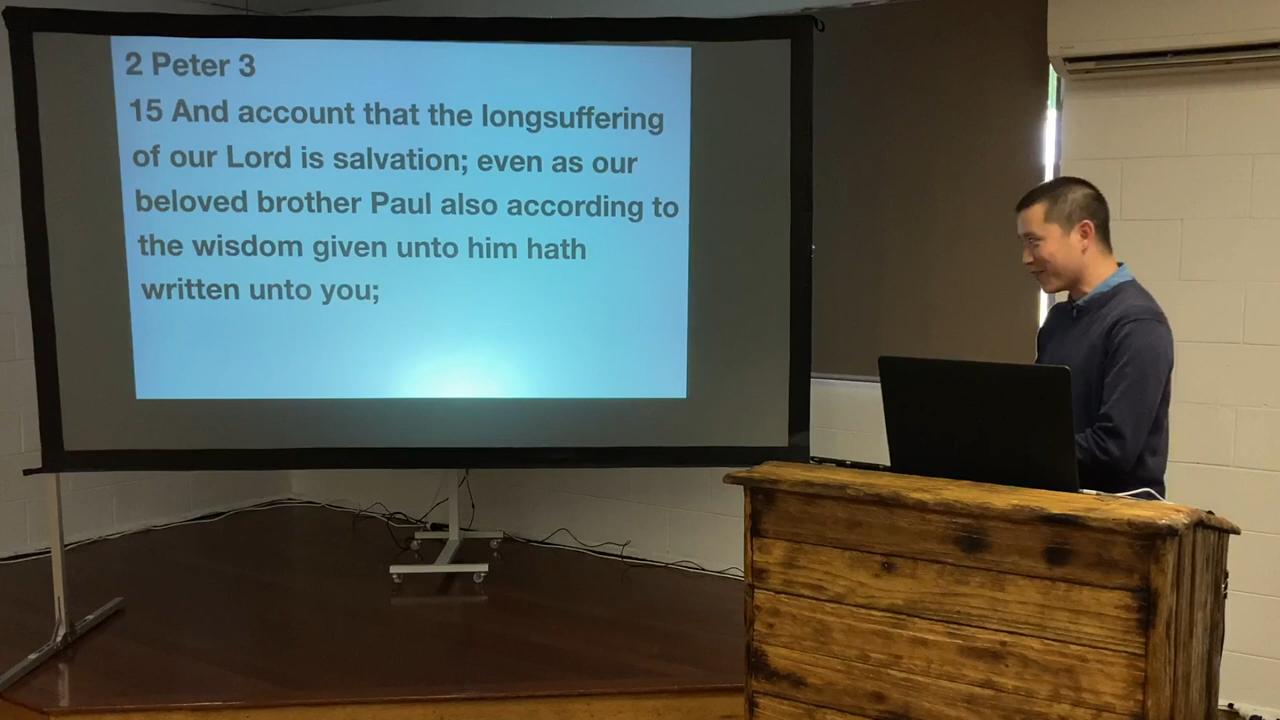 2 Peter 3
15 And account that the longsuffering
of our Lord is salvation; even as our
beloved brother Paul also according to
the wisdom given unto him hath
written unto you;